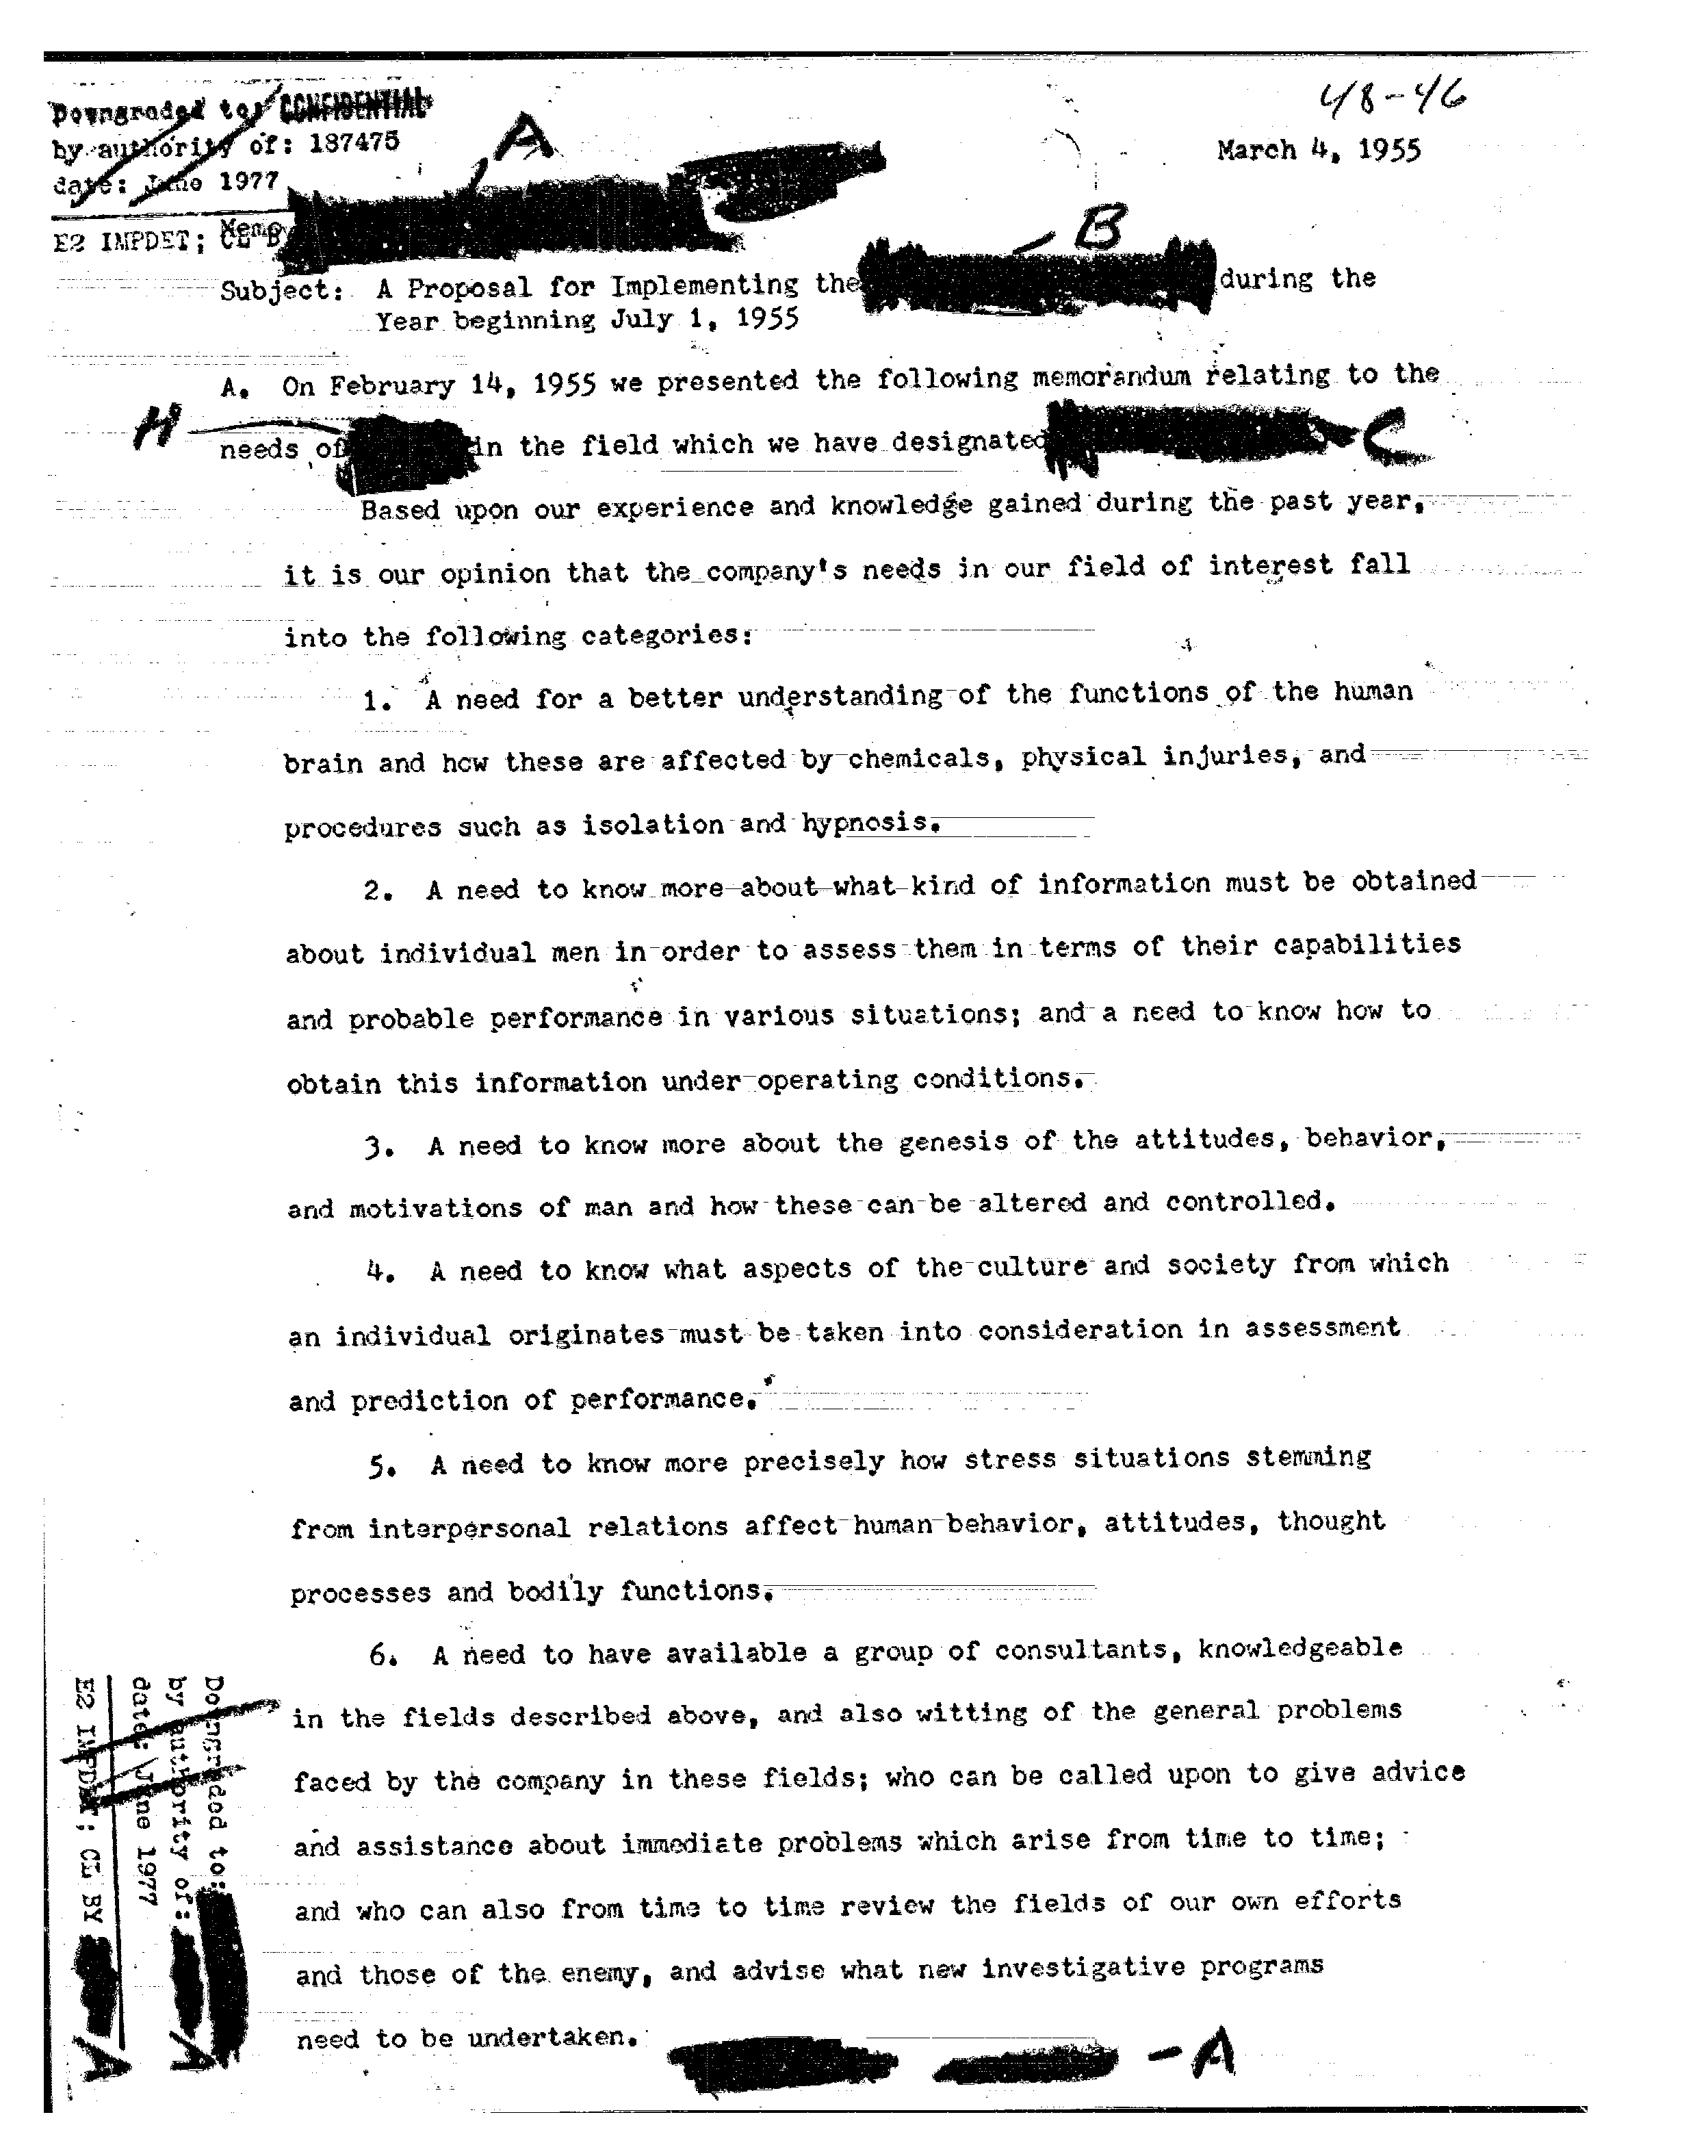 Downgraded to: CONFIDENTIAL
by authority of: 187475
date: June 1977
E2 IMPDET; CL B
48-46
March 4, 1955
A
Memo
B
Subject: A Proposal for Implementing the during the
Year beginning July 1, 1955
A. On February 14, 1955 we presented the following memorandum relating to the
H
needs of in the field which we have designated
C
Based upon our experience and knowledge gained during the past year,
it is our opinion that the company's needs in our field of interest fall
into the following categories:
1. A need for a better understanding of the functions of the human
brain and how these are affected by chemicals, physical injuries, and
procedures such as isolation and hypnosis.
2. A need to know more about what kind of information must be obtained
about individual men in order to assess them in terms of their capabilities
and probable performance in various situations; and a need to know how to
obtain this information under operating conditions.
3. A need to know more about the genesis of the attitudes, behavior,
and motivations of man and how these can be altered and controlled.
4. A need to know what aspects of the culture and society from which
an individual originates must be taken into consideration in assessment
and prediction of performance.
5. A need to know more precisely how stress situations stemming
from interpersonal relations affect human behavior, attitudes, thought
processes and bodily functions.
6. A need to have available a group of consultants, knowledgeable
in the fields described above, and also witting of the general problems
faced by the company in these fields; who can be called upon to give advice
and assistance about immediate problems which arise from time to time;
and who can also from time to time review the fields of our own efforts
and those of the enemy, and advise what new investigative programs
need to be undertaken.
- A
Downgraded to:
by authority of:
A
date: June 1977
E2 IMPDET; CL BY
A